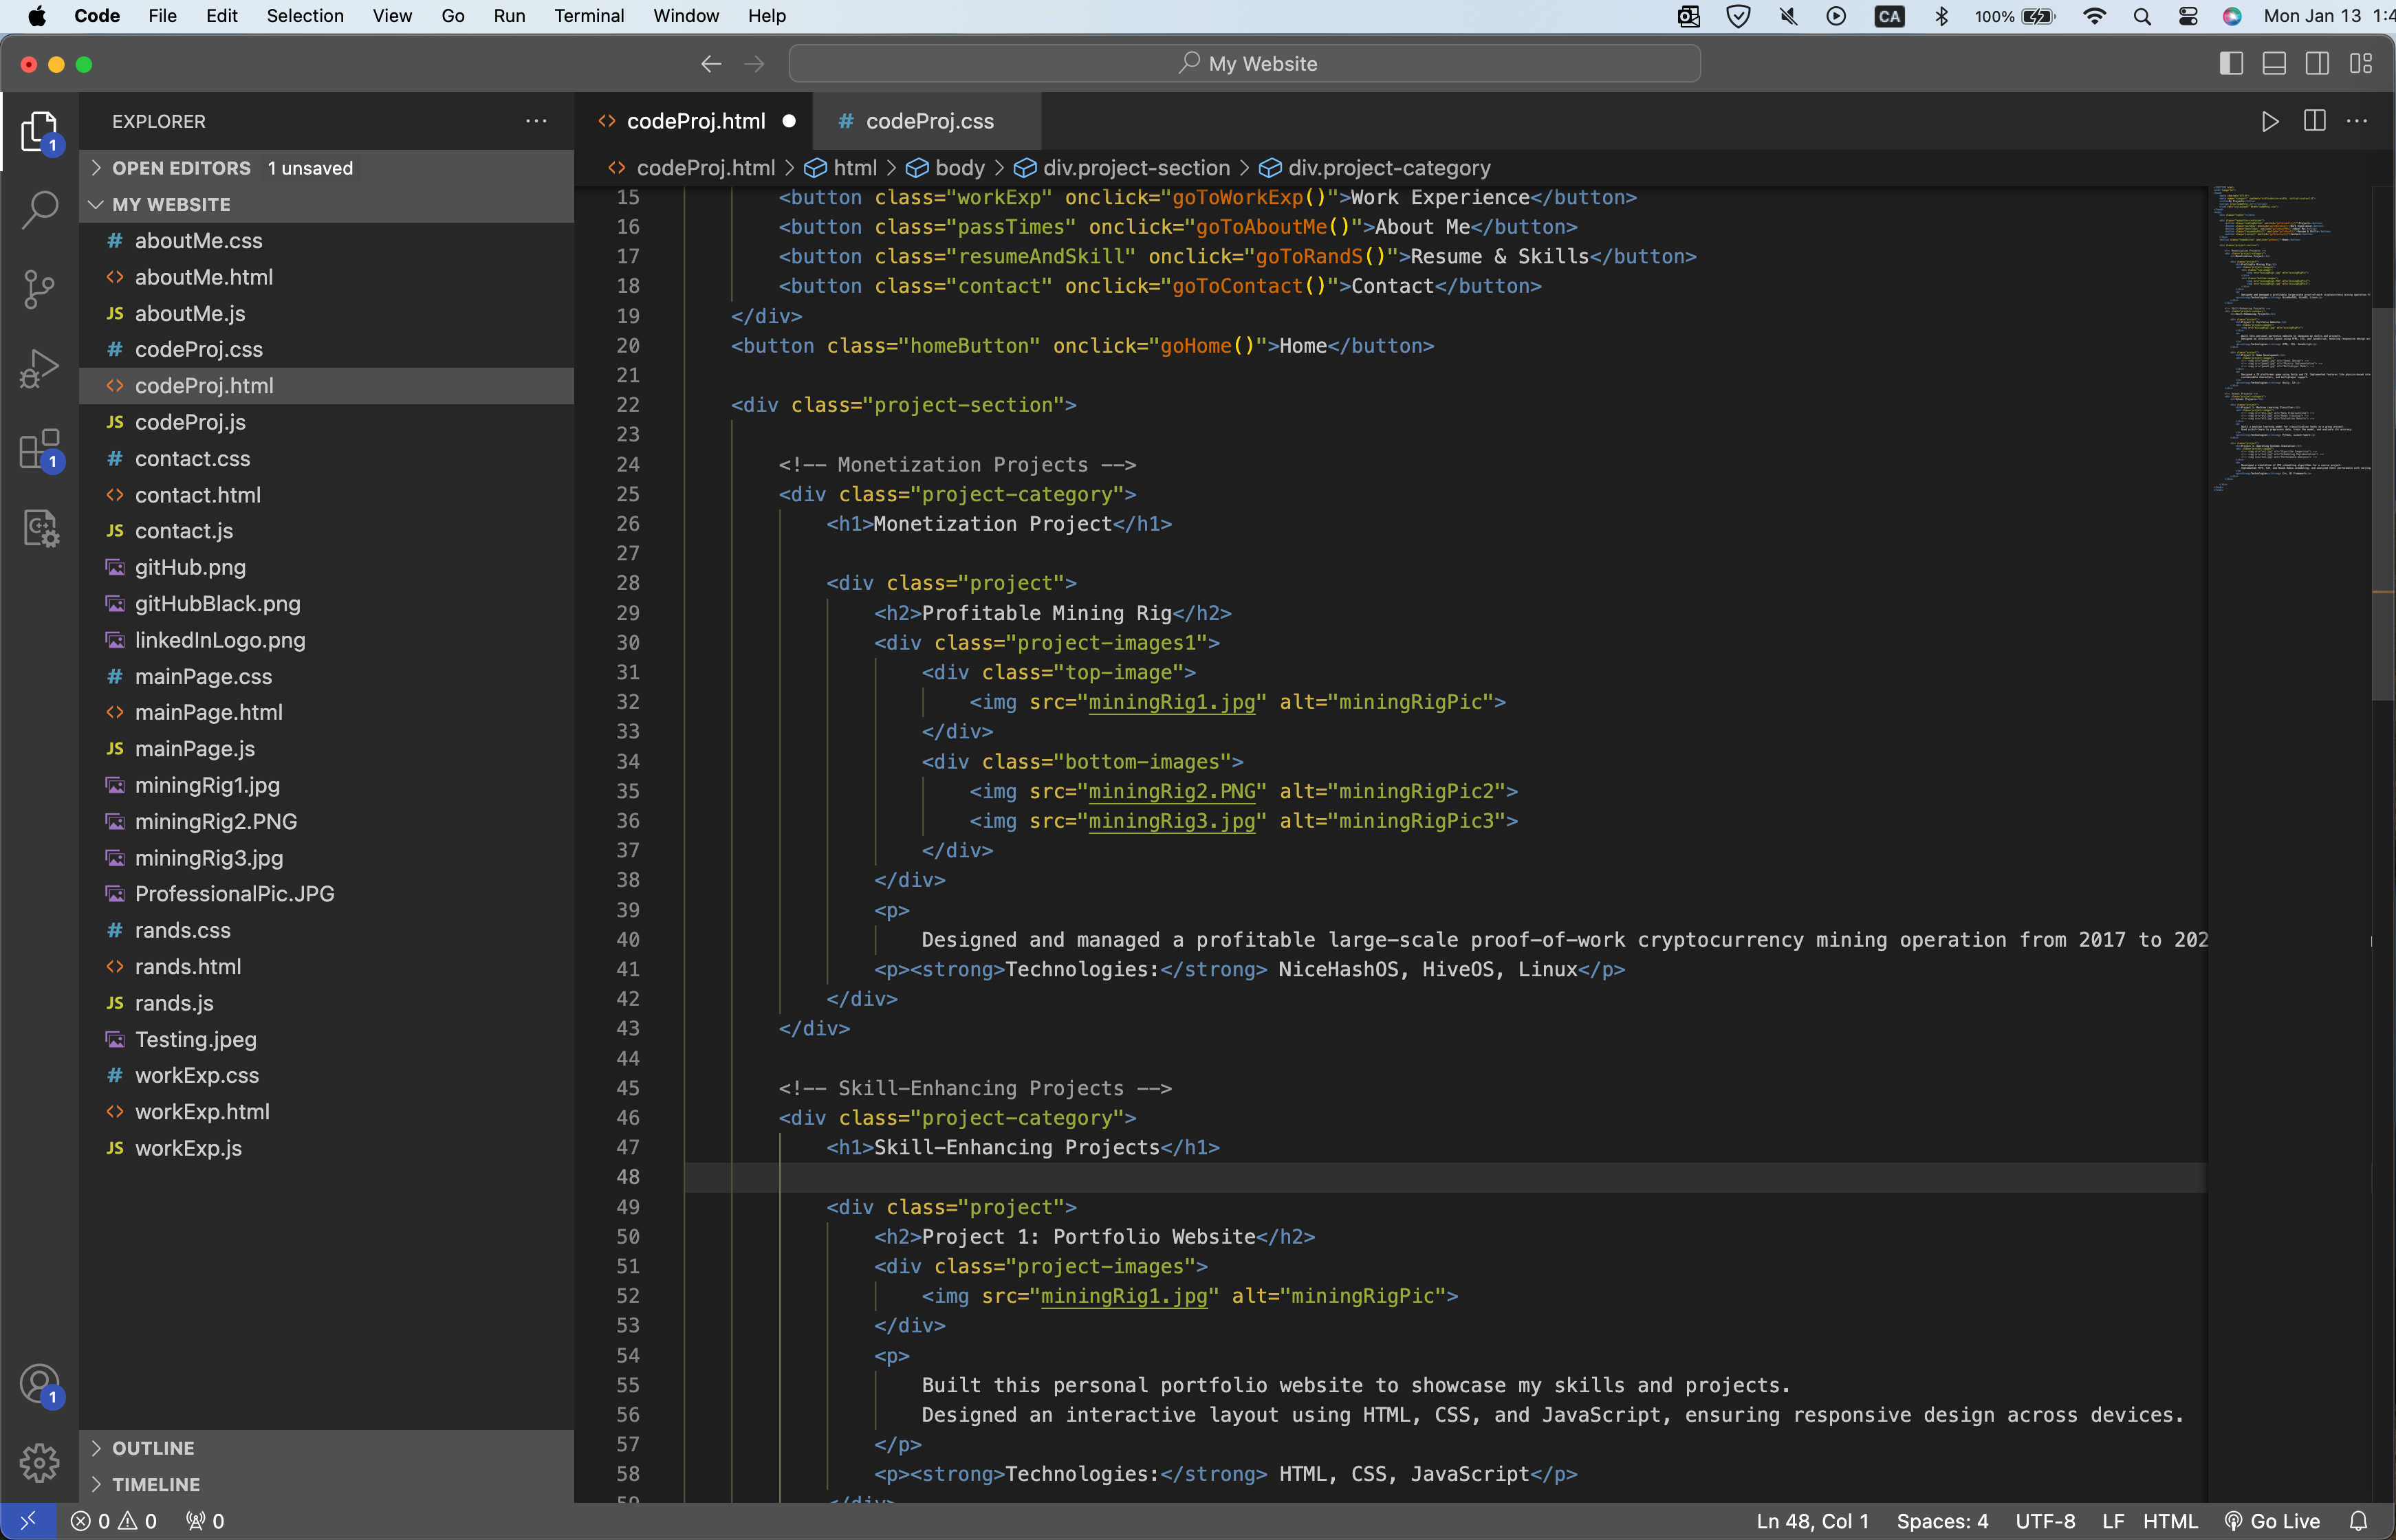 Code File Edit Selection View Go Run Terminal Window Help CA 100% Mon Jan 13
My Website
EXPLORER
1
OPEN EDITORS 1 unsaved
MY WEBSITE
# aboutMe.css
<> aboutMe.html
JS aboutMe.js
# codeProj.css
<> codeProj.html
JS codeProj.js
# contact.css
1
<> contact.html
JS contact.js
gitHub.png
gitHubBlack.png
linkedInLogo.png
# mainPage.css
<> mainPage.html
JS mainPage.js
miningRig1.jpg
miningRig2.PNG
miningRig3.jpg
ProfessionalPic.JPG
# rands.css
<> rands.html
JS rands.js
Testing.jpeg
# workExp.css
<> workExp.html
JS workExp.js
1
OUTLINE
TIMELINE
<> codeProj.html ● # codeProj.css
<> codeProj.html > html > body > div.project-section > div.project-category
15 <button class="workExp" onclick="goToWorkExp()">Work Experience</button>
16 <button class="passTimes" onclick="goToAboutMe()">About Me</button>
17 <button class="resumeAndSkill" onclick="goToRandS()">Resume & Skills</button>
18 <button class="contact" onclick="goToContact()">Contact</button>
19 </div>
20 <button class="homeButton" onclick="goHome()">Home</button>
21
22 <div class="project-section">
23
24 <!-- Monetization Projects -->
25 <div class="project-category">
26 <h1>Monetization Project</h1>
27
28 <div class="project">
29 <h2>Profitable Mining Rig</h2>
30 <div class="project-images1">
31 <div class="top-image">
32 <img src="miningRig1.jpg" alt="miningRigPic">
33 </div>
34 <div class="bottom-images">
35 <img src="miningRig2.PNG" alt="miningRigPic2">
36 <img src="miningRig3.jpg" alt="miningRigPic3">
37 </div>
38 </div>
39 <p>
40 Designed and managed a profitable large-scale proof-of-work cryptocurrency mining operation from 2017 to 202
41 <p><strong>Technologies:</strong> NiceHashOS, HiveOS, Linux</p>
42 </div>
43 </div>
44
45 <!-- Skill-Enhancing Projects -->
46 <div class="project-category">
47 <h1>Skill-Enhancing Projects</h1>
48
49 <div class="project">
50 <h2>Project 1: Portfolio Website</h2>
51 <div class="project-images">
52 <img src="miningRig1.jpg" alt="miningRigPic">
53 </div>
54 <p>
55 Built this personal portfolio website to showcase my skills and projects.
56 Designed an interactive layout using HTML, CSS, and JavaScript, ensuring responsive design across devices.
57 </p>
58 <p><strong>Technologies:</strong> HTML, CSS, JavaScript</p>
59 </div>
0 0 0 Ln 48, Col 1 Spaces: 4 UTF-8 LF HTML Go Live